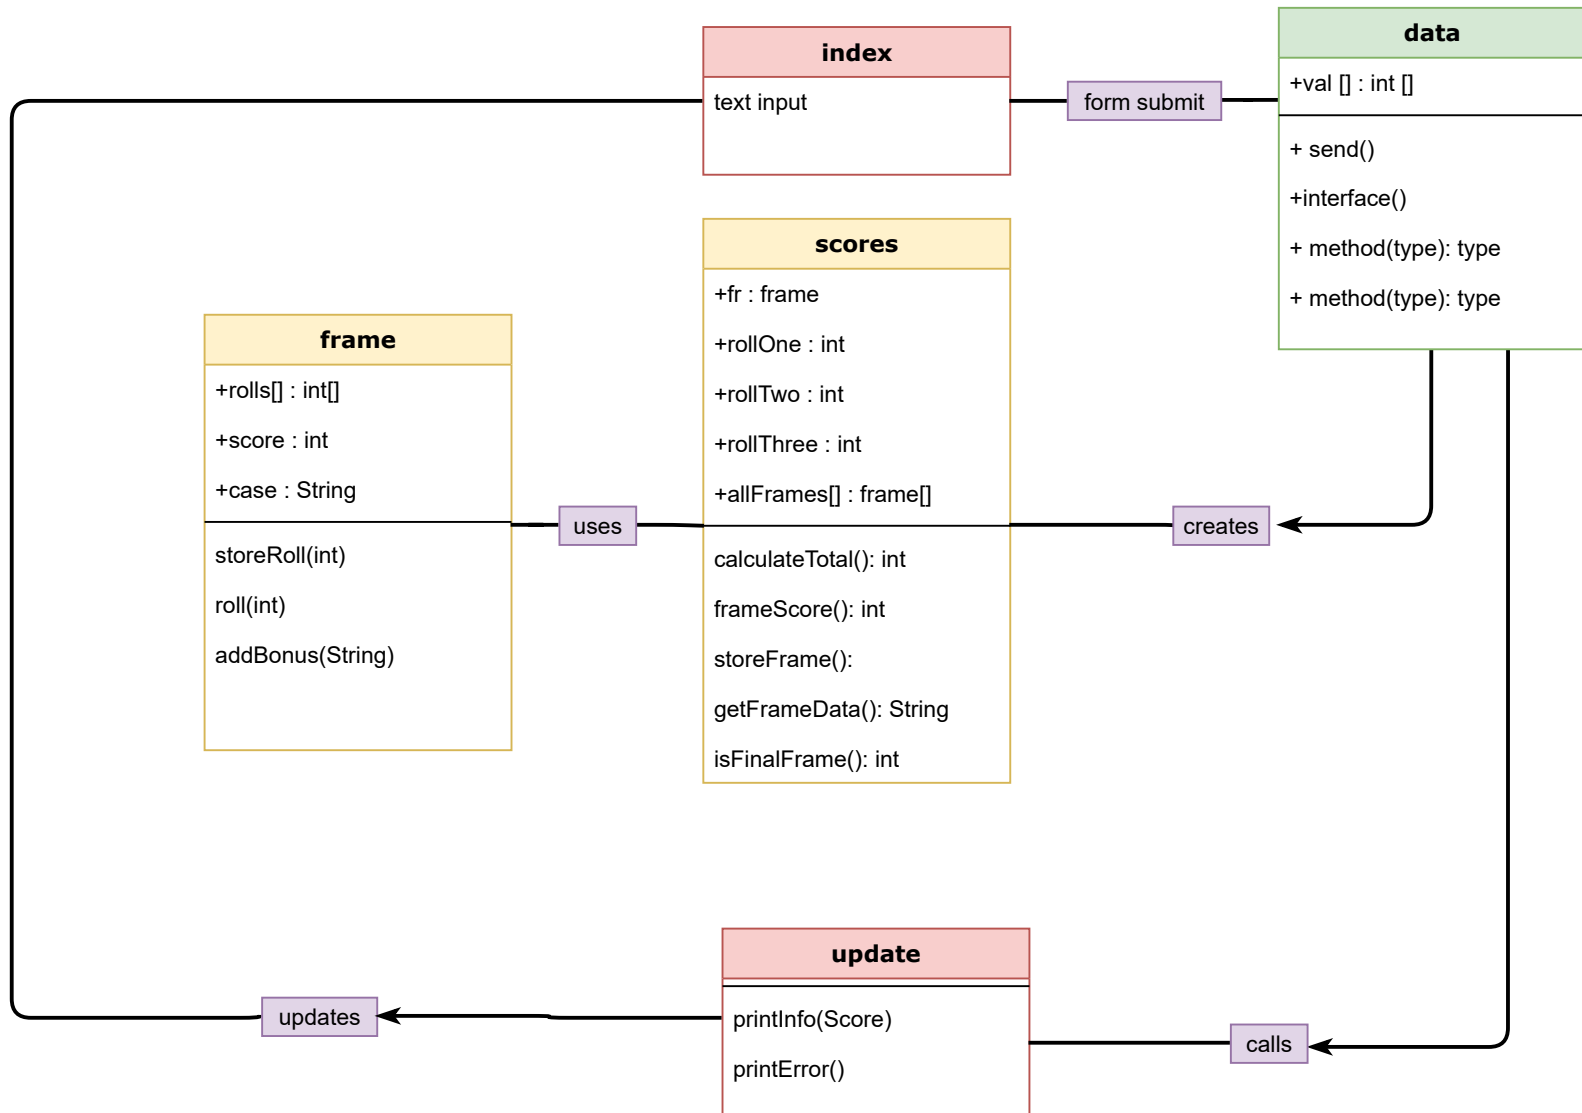 index
text input
form submit
data
+val [] : int []
+ send()
+interface()
+ method(type): type
+ method(type): type
scores
+fr : frame
+rollOne : int
+rollTwo : int
+rollThree : int
+allFrames[] : frame[]
calculateTotal(): int
frameScore(): int
storeFrame():
getFrameData(): String
isFinalFrame(): int
frame
+rolls[] : int[]
+score : int
+case : String
storeRoll(int)
roll(int)
addBonus(String)
uses
creates
update
printInfo(Score)
printError()
updates
calls